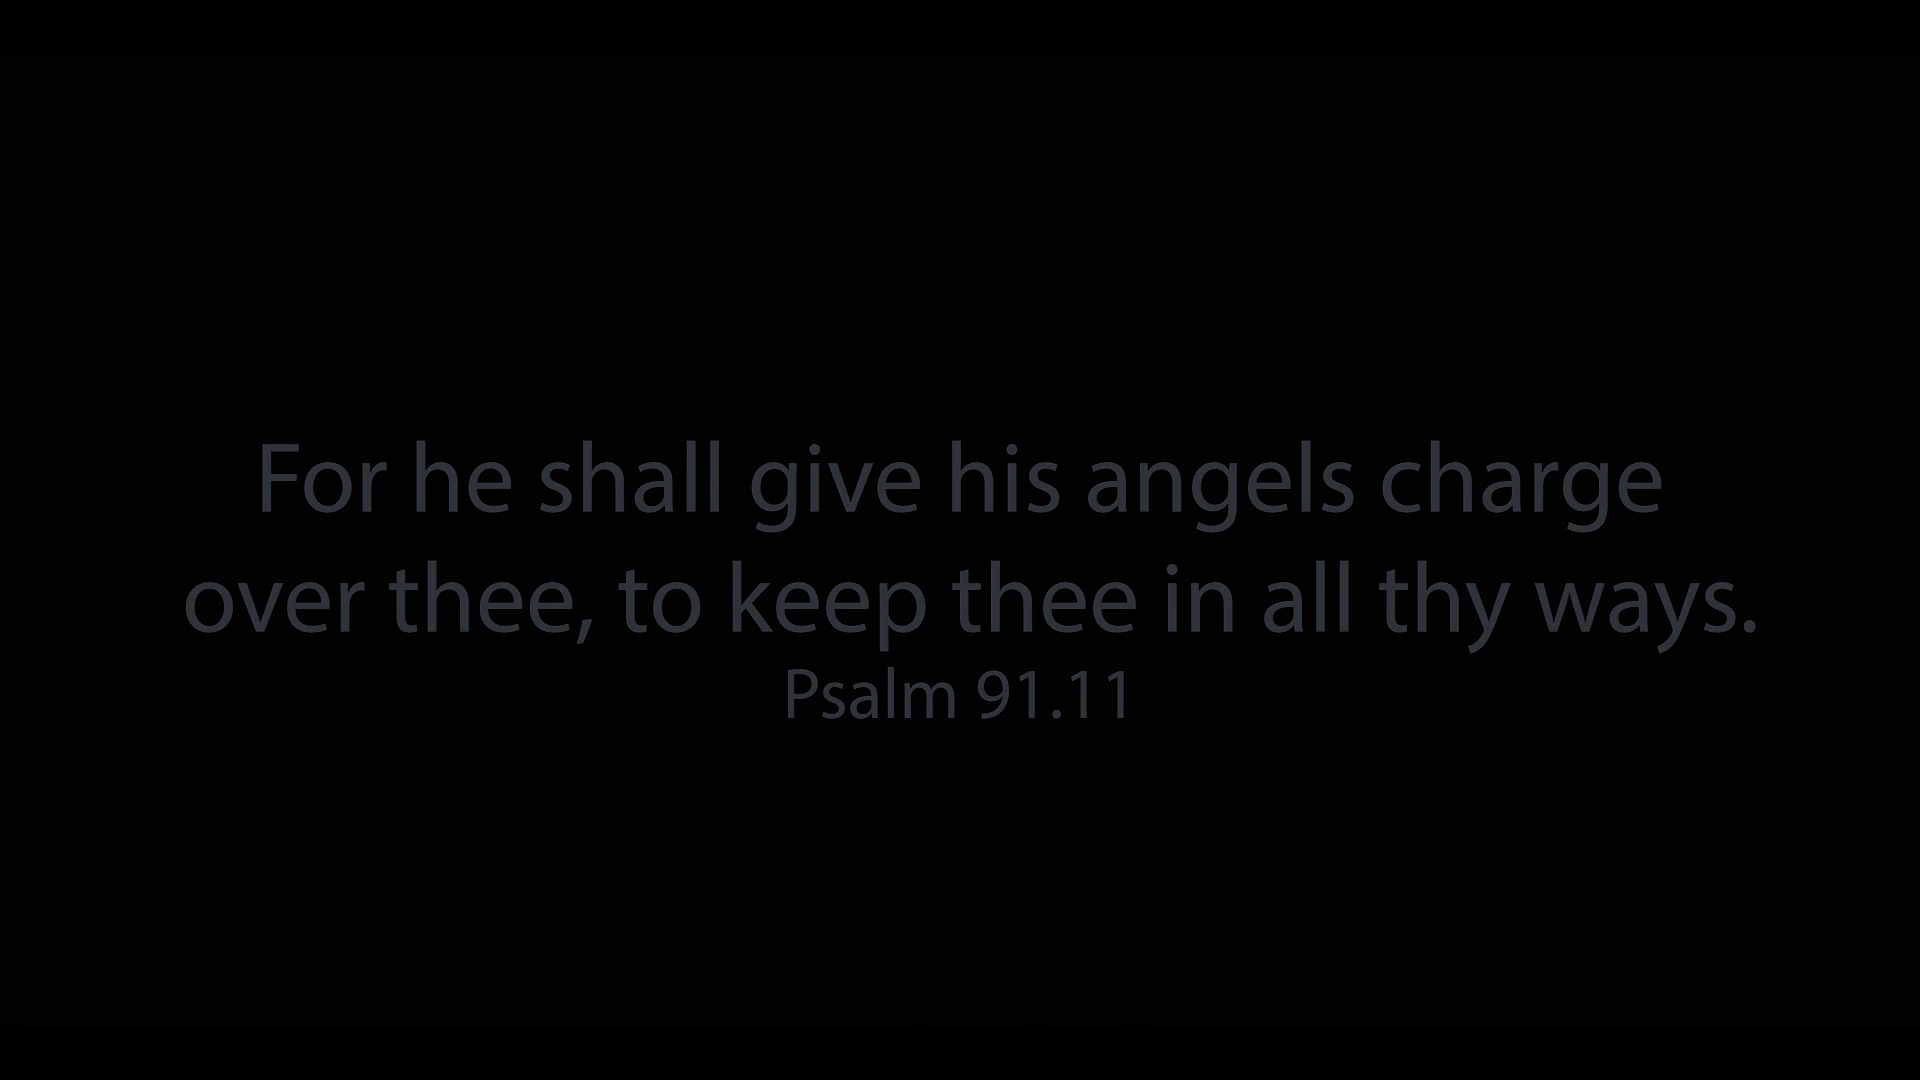 For he shall give his angels charge
over thee, to keep thee in all thy ways.
Psalm 91.11